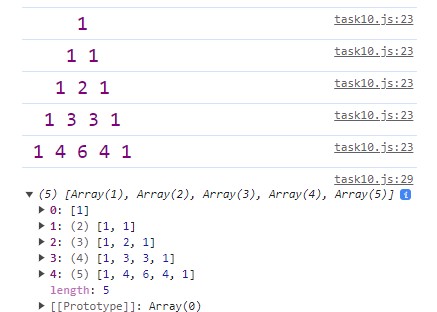 1 task10.js:23
1 1 task10.js:23
1 2 1 task10.js:23
1 3 3 1 task10.js:23
1 4 6 4 1 task10.js:23
task10.js:29
▼ (5) [Array(1), Array(2), Array(3), Array(4), Array(5)] i
▶ 0: [1]
▶ 1: (2) [1, 1]
▶ 2: (3) [1, 2, 1]
▶ 3: (4) [1, 3, 3, 1]
▶ 4: (5) [1, 4, 6, 4, 1]
length: 5
▶ [[Prototype]]: Array(0)